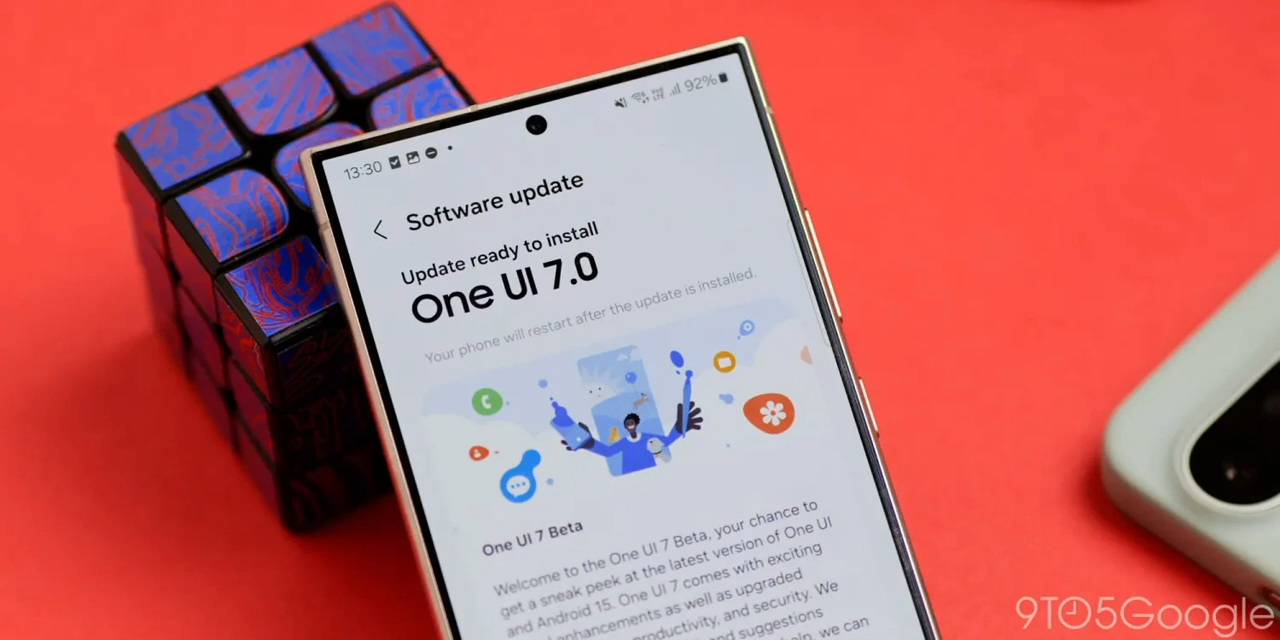 13:30
92%
Software update
Update ready to install
One UI 7.0
Your phone will restart after the update is installed.
One UI 7 Beta
Welcome to the One UI 7 Beta, your chance to
get a sneak peek at the latest version of One UI
and Android 15. One UI 7 comes with exciting
enhancements as well as upgraded
productivity, and security. We
and suggestions
help, we can
9TO5Google